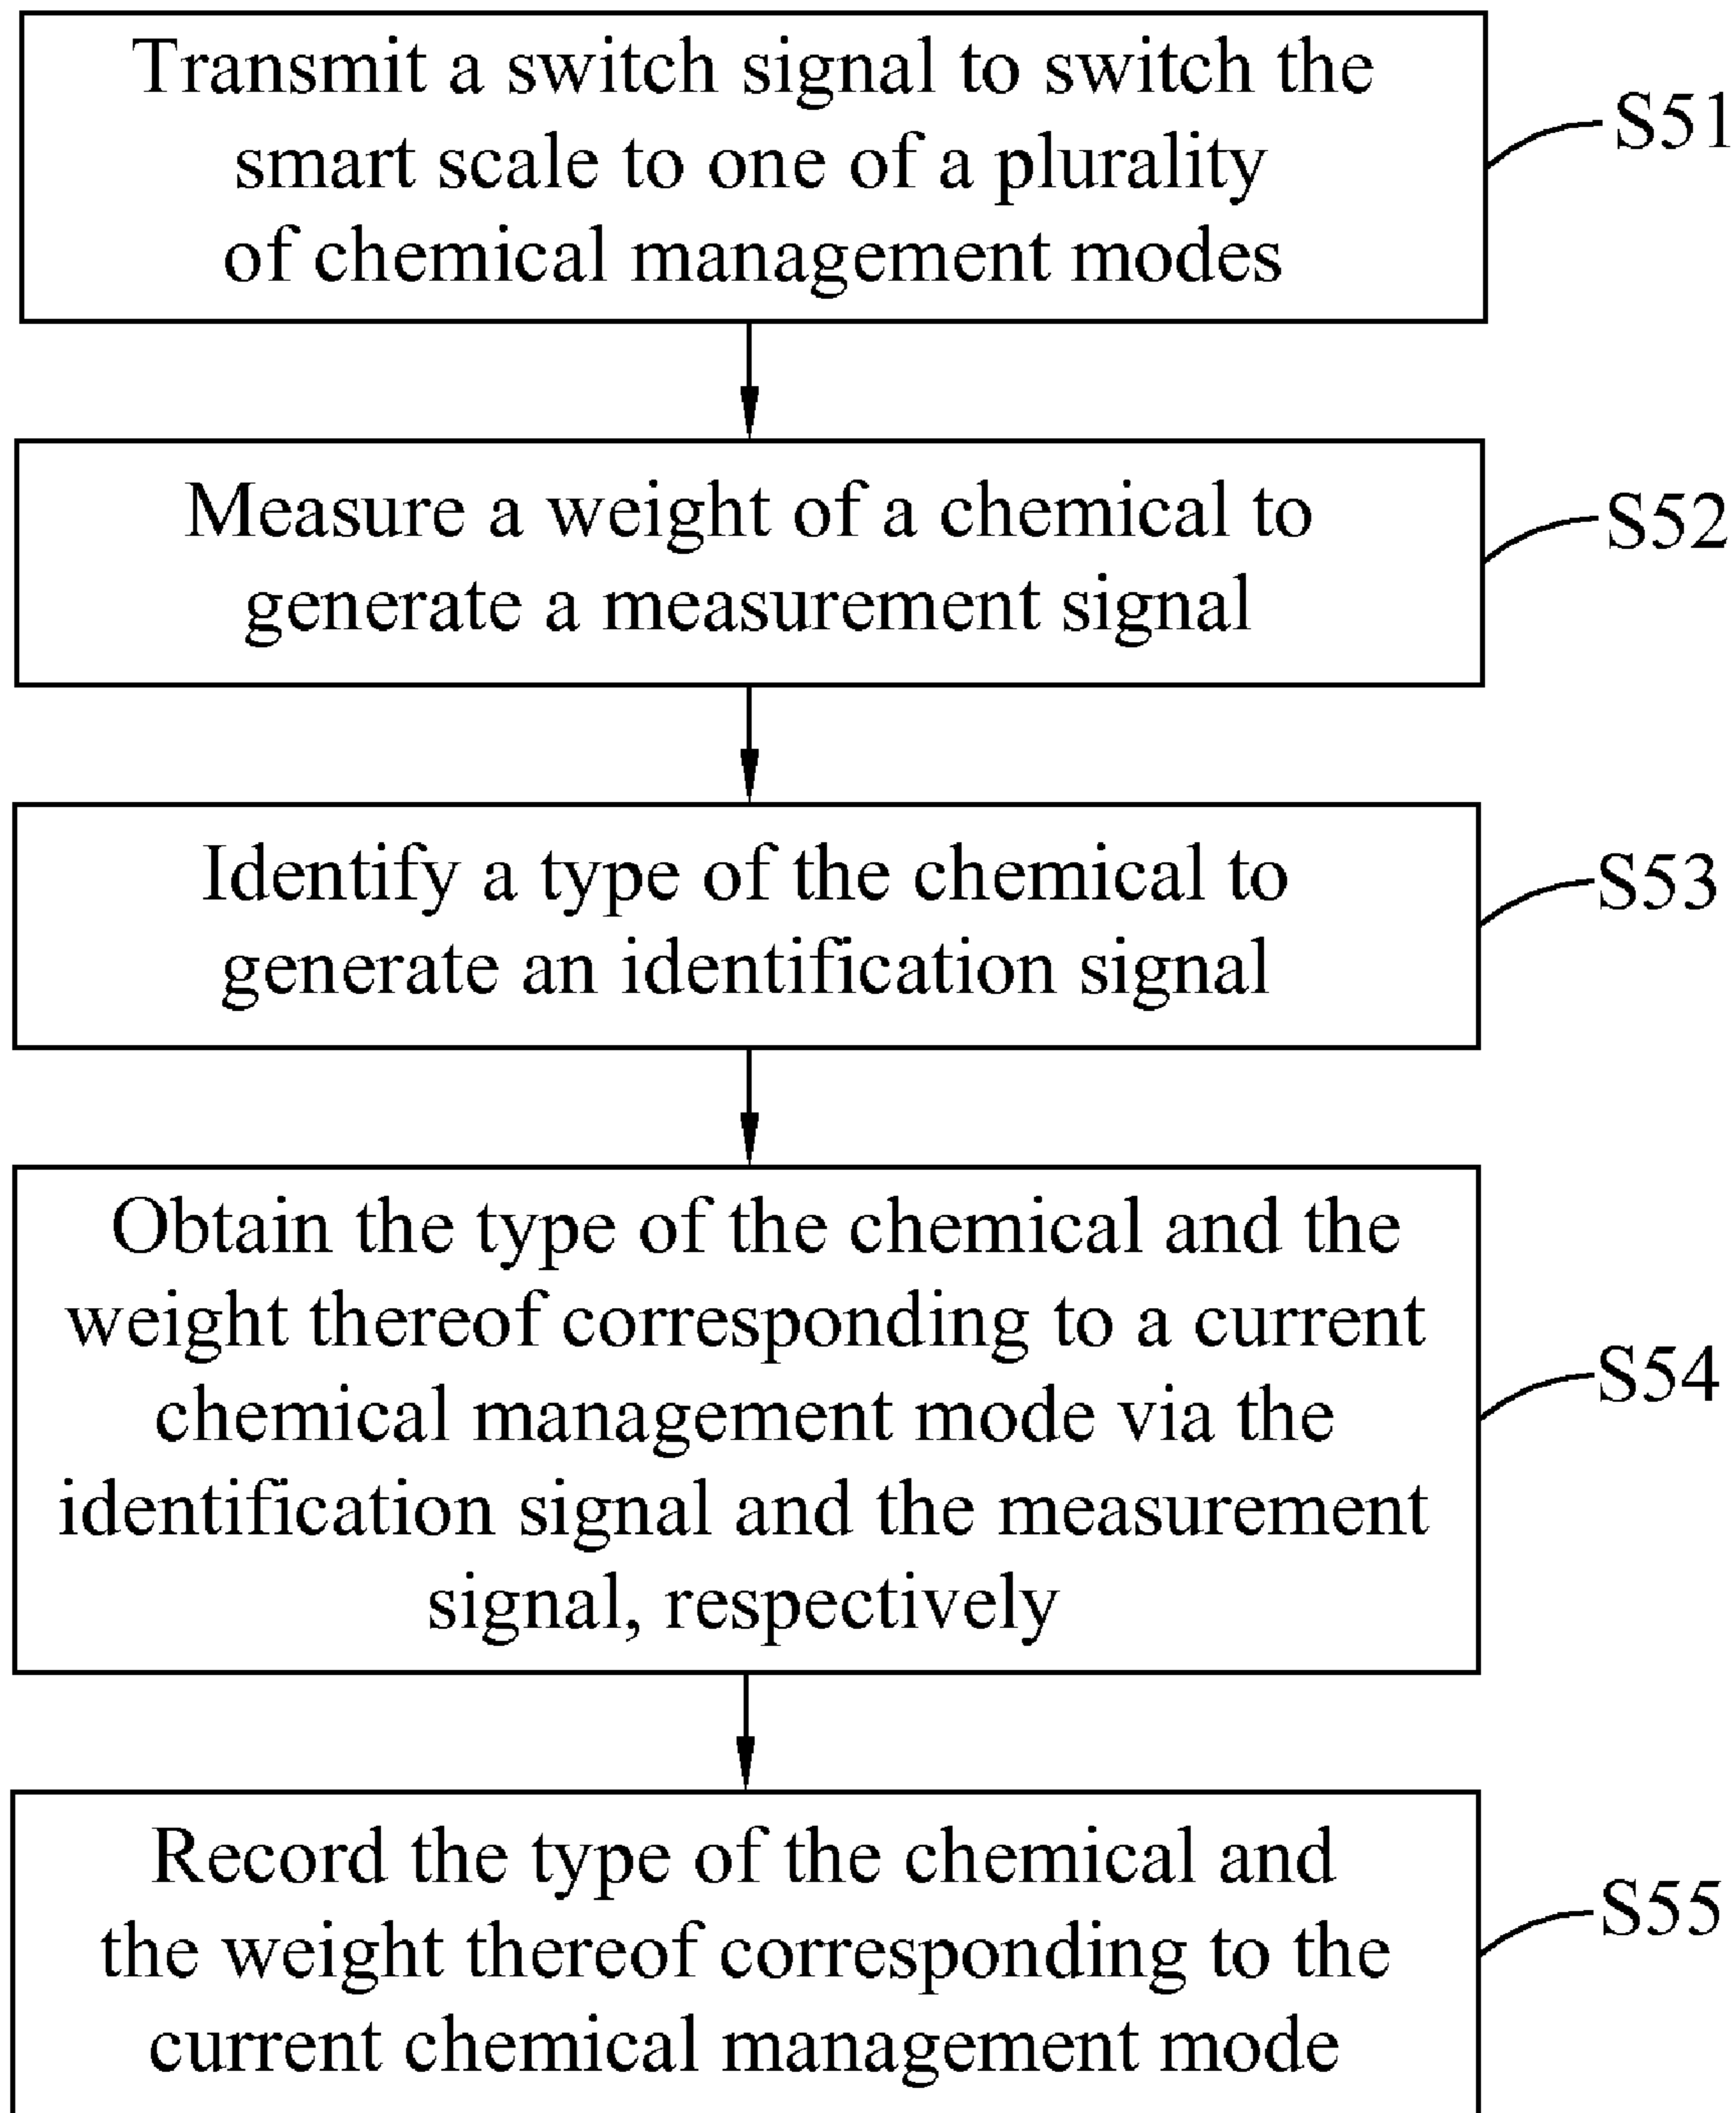 Transmit a switch signal to switch the
smart scale to one of a plurality
of chemical management modes
S51
Measure a weight of a chemical to
generate a measurement signal
S52
Identify a type of the chemical to
generate an identification signal
S53
Obtain the type of the chemical and the
weight thereof corresponding to a current
chemical management mode via the
identification signal and the measurement
signal, respectively
S54
Record the type of the chemical and
the weight thereof corresponding to the
current chemical management mode
S55